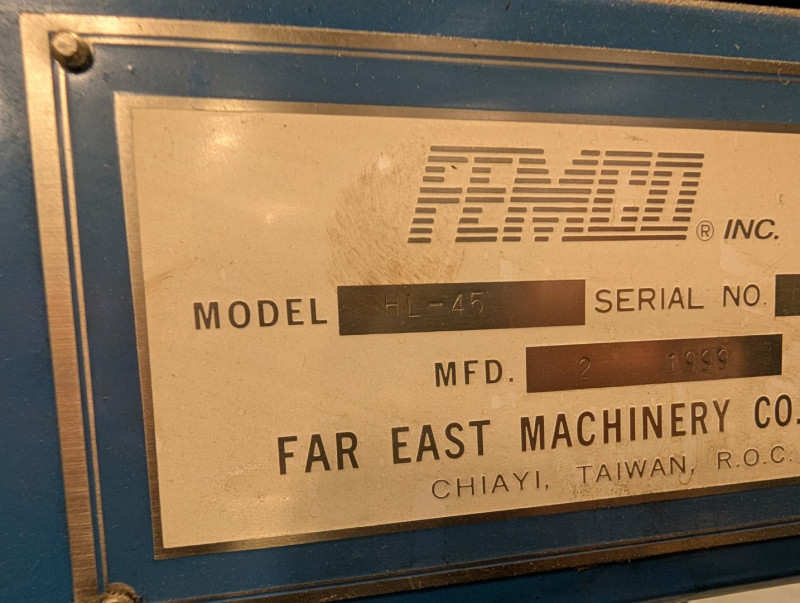 FEMCO ® INC.
MODEL HL-45 SERIAL NO.
MFD. 2 1999
FAR EAST MACHINERY CO.
CHIAYI, TAIWAN, R.O.C.